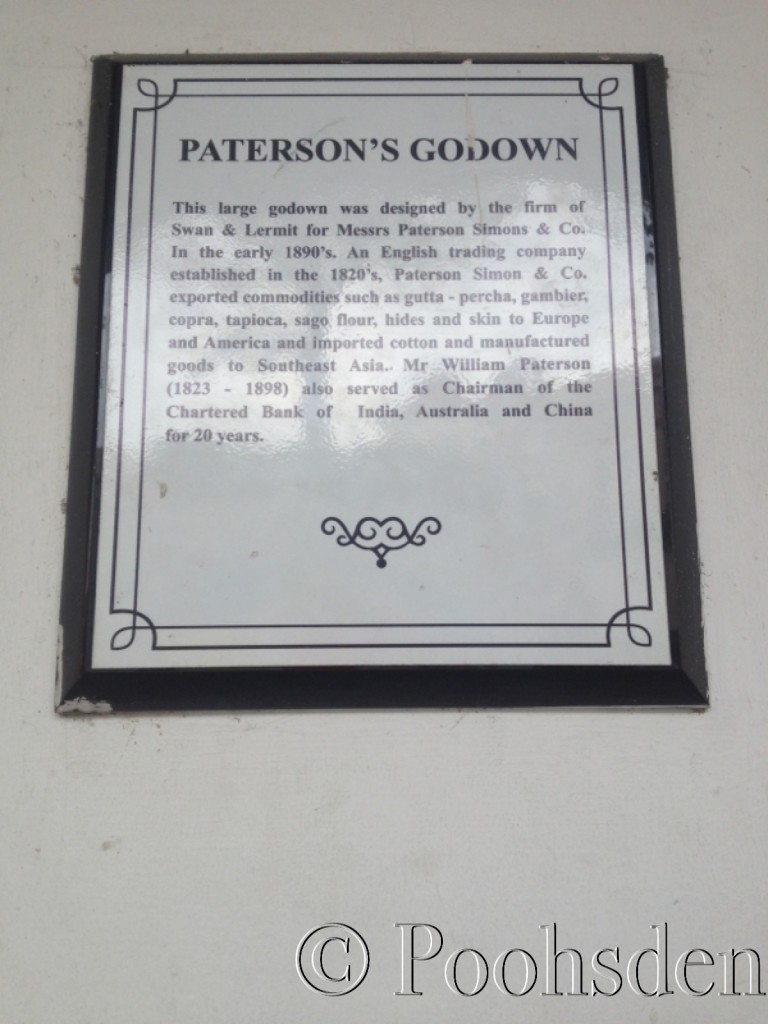 PATERSON'S GODOWN
This large godown was designed by the firm of
Swan & Lermit for Messrs Paterson Simons & Co.
In the early 1890's. An English trading company
established in the 1820's, Paterson Simon & Co.
exported commodities such as gutta - percha, gambier,
copra, tapioca, sago flour, hides and skin to Europe
and America and imported cotton and manufactured
goods to Southeast Asia.. Mr William Paterson
(1823 - 1898) also served as Chairman of the
Chartered Bank of India, Australia and China
for 20 years.
© Poohsden